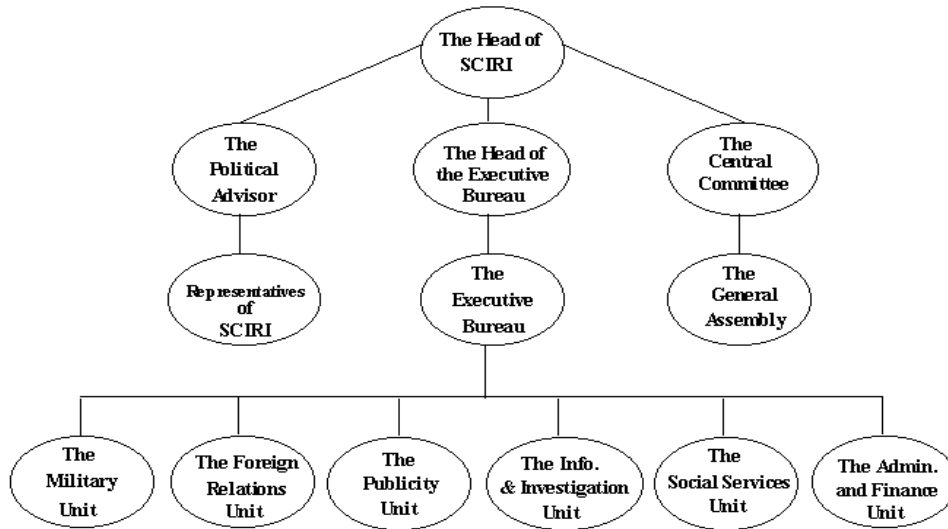 The Head of
SCIRI
The
Political
Advisor
The Head of
the Executive
Bureau
The
Central
Committee
Representatives
of
SCIRI
The
Executive
Bureau
The
General
Assembly
The
Military
Unit
The Foreign
Relations
Unit
The
Publicity
Unit
The Info.
& Investigation
Unit
The
Social Services
Unit
The Admin.
and Finance
Unit